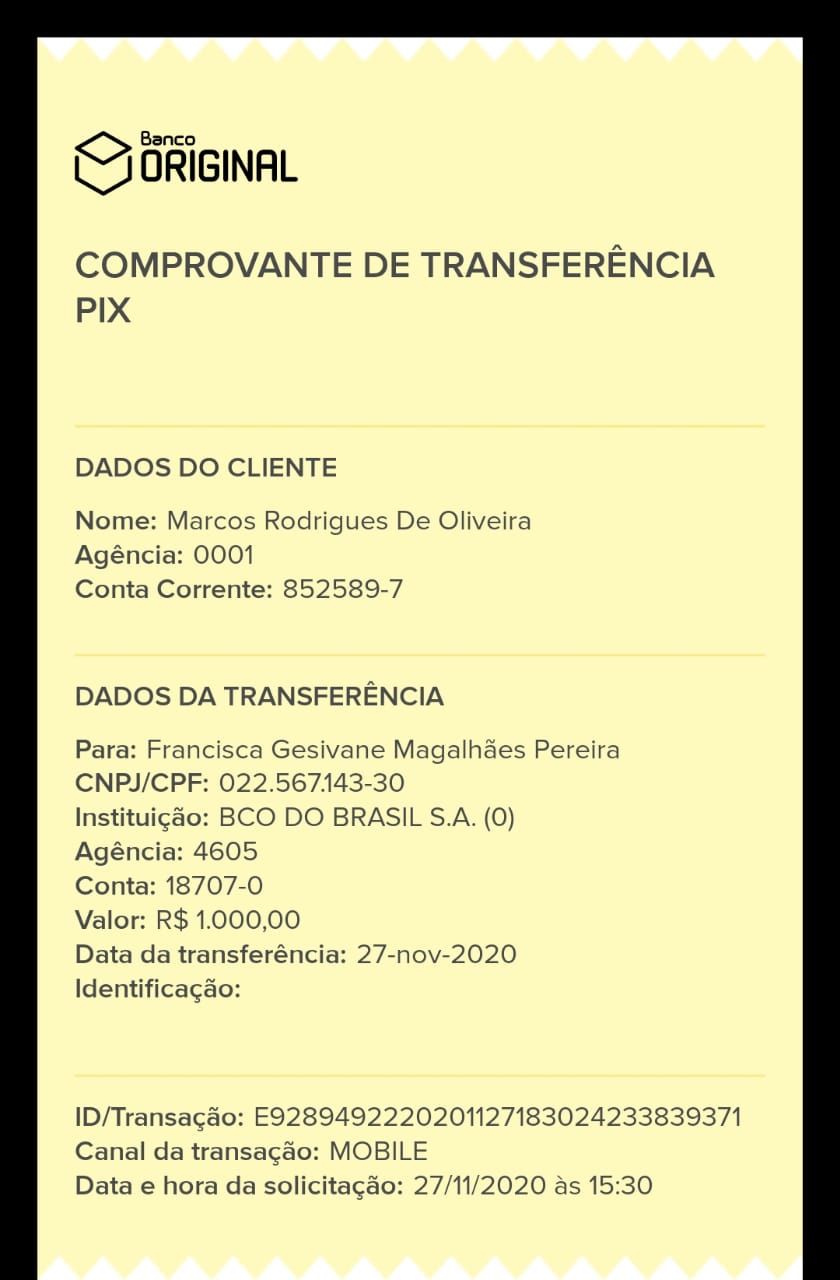 Banco
ORIGINAL
COMPROVANTE DE TRANSFERÊNCIA
PIX
DADOS DO CLIENTE
Nome: Marcos Rodrigues De Oliveira
Agência: 0001
Conta Corrente: 852589-7
DADOS DA TRANSFERÊNCIA
Para: Francisca Gesivane Magalhães Pereira
CNPJ/CPF: 022.567.143-30
Instituição: BCO DO BRASIL S.A. (0)
Agência: 4605
Conta: 18707-0
Valor: R$ 1.000,00
Data da transferência: 27-nov-2020
Identificação:
ID/Transação: E9289492220201127183024233839371
Canal da transação: MOBILE
Data e hora da solicitação: 27/11/2020 às 15:30